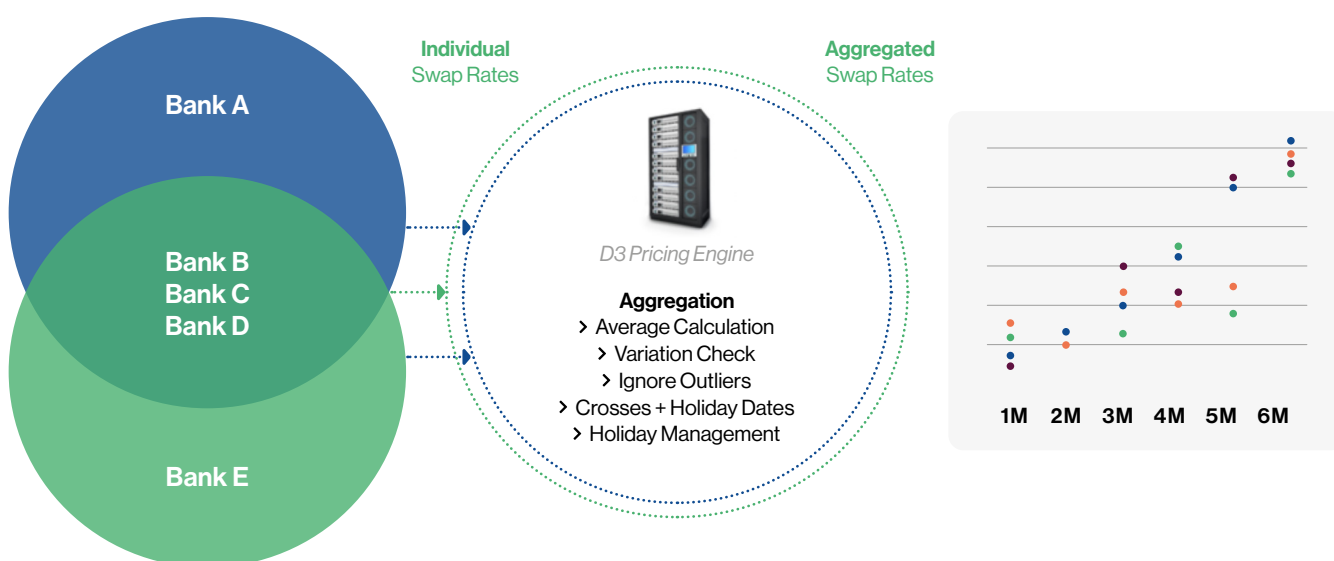 Bank A
Bank B
Bank C
Bank D
Bank E
Individual
Swap Rates
Aggregated
Swap Rates
D3 Pricing Engine
Aggregation
> Average Calculation
> Variation Check
> Ignore Outliers
> Crosses + Holiday Dates
> Holiday Management
1M 2M 3M 4M 5M 6M